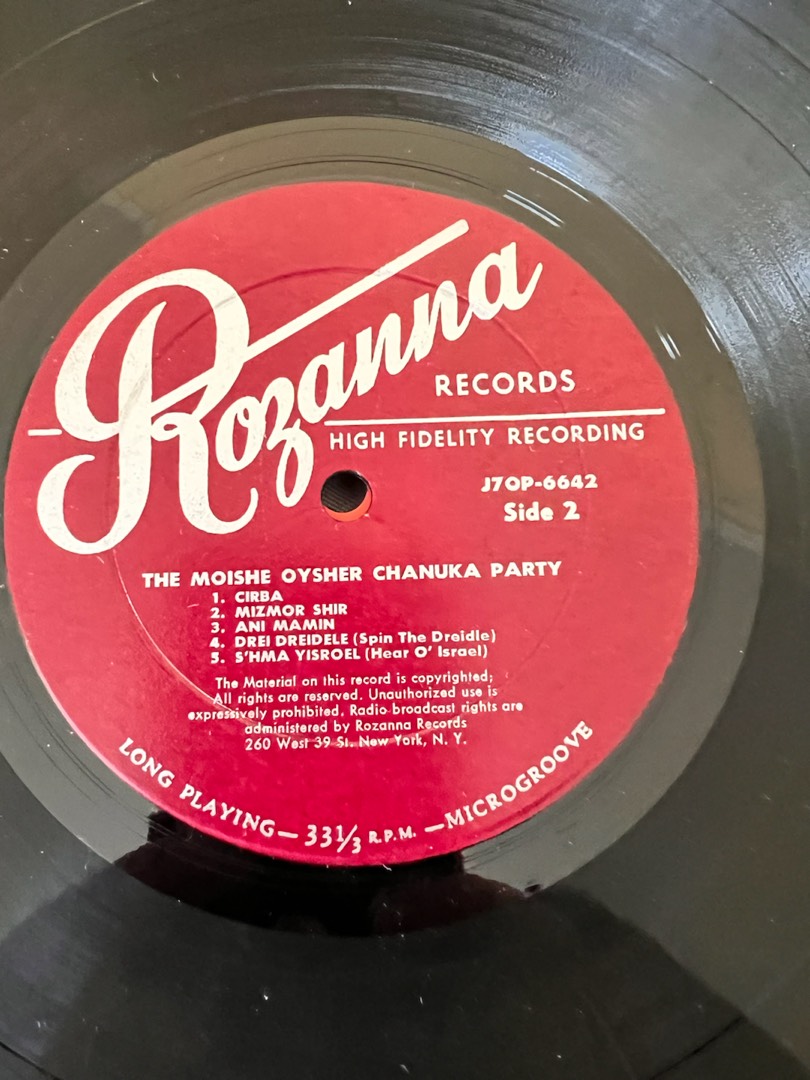 Rozanna
RECORDS
HIGH FIDELITY RECORDING
J7OP-6642
Side 2
THE MOISHE OYSHER CHANUKA PARTY
1. CIRBA
2. MIZMOR SHIR
3. ANI MAMIN
4. DREI DREIDELE (Spin The Dreidle)
5. S'HMA YISROEL (Hear O' Israel)
The Material on this record is copyrighted;
All rights are reserved. Unauthorized use is
expressively prohibited. Radio broadcast rights are
administered by Rozanna Records
260 West 39 St. New York, N. Y.
LONG PLAYING—33⅓ R.P.M.—MICROGROOVE